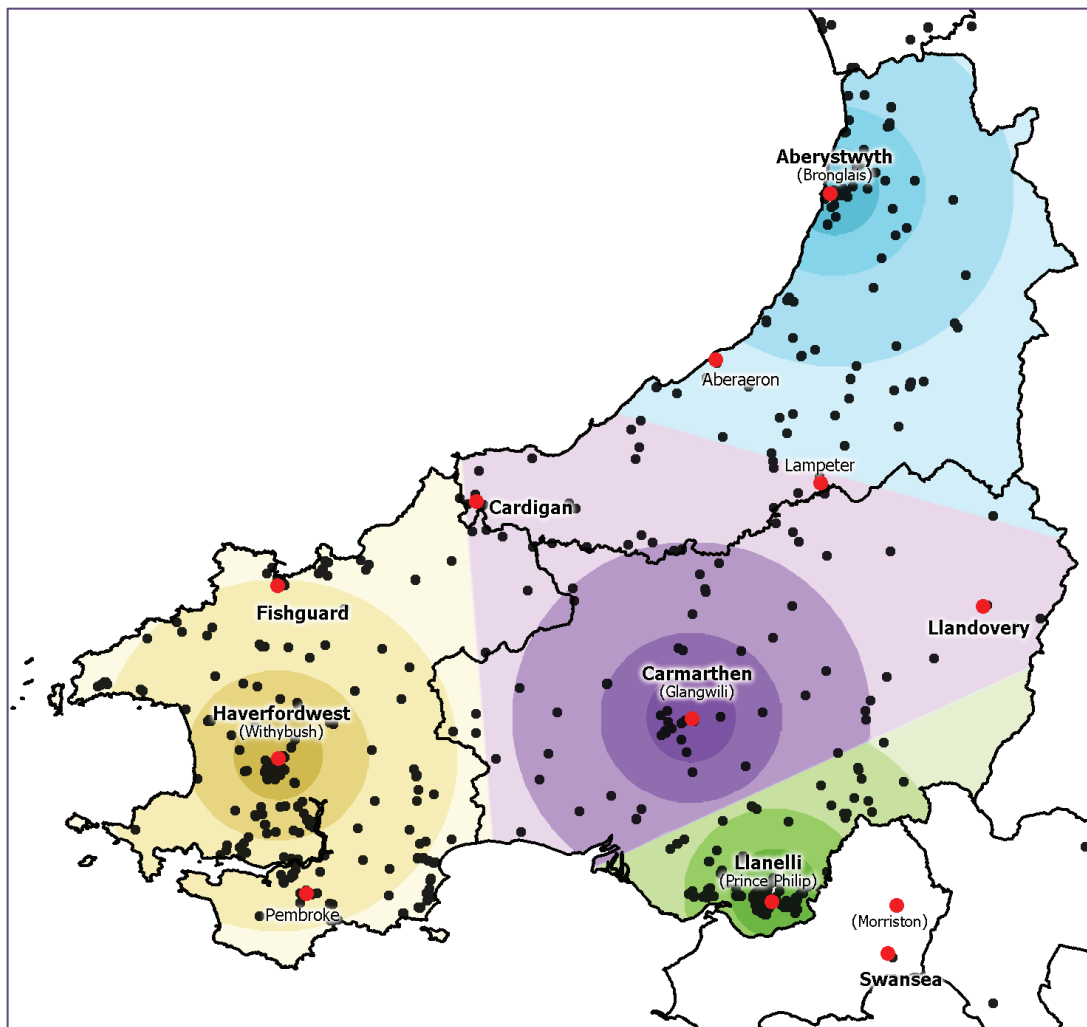 Aberystwyth
(Bronglais)
Aberaeron
Lampeter
Cardigan
Fishguard
Llandovery
Carmarthen
(Glangwili)
Haverfordwest
(Withybush)
Llanelli
(Prince Philip)
Pembroke
(Morriston)
Swansea